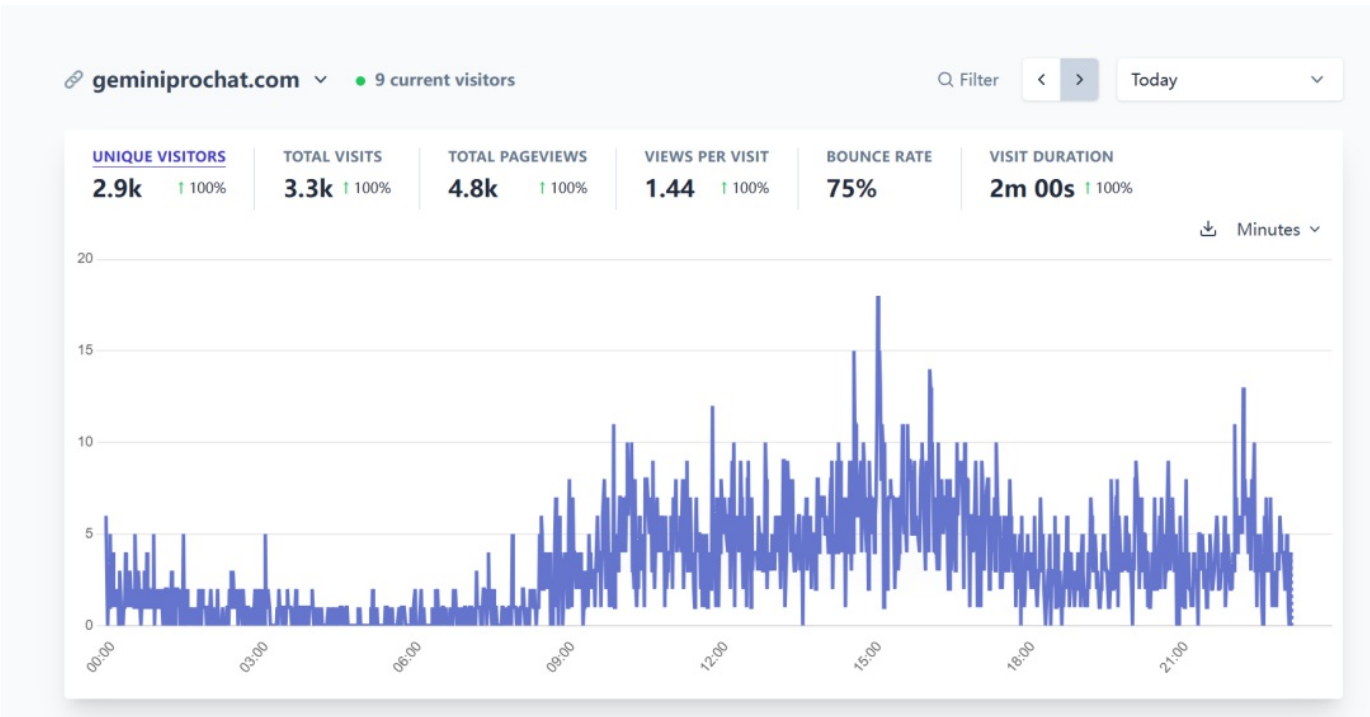 geminiprochat.com 9 current visitors Filter Today
UNIQUE VISITORS TOTAL VISITS TOTAL PAGEVIEWS VIEWS PER VISIT BOUNCE RATE VISIT DURATION
2.9k ↑ 100% 3.3k ↑ 100% 4.8k ↑ 100% 1.44 ↑ 100% 75% 2m 00s ↑ 100%
Minutes
20
15
10
5
0
00:00 03:00 06:00 09:00 12:00 15:00 18:00 21:00